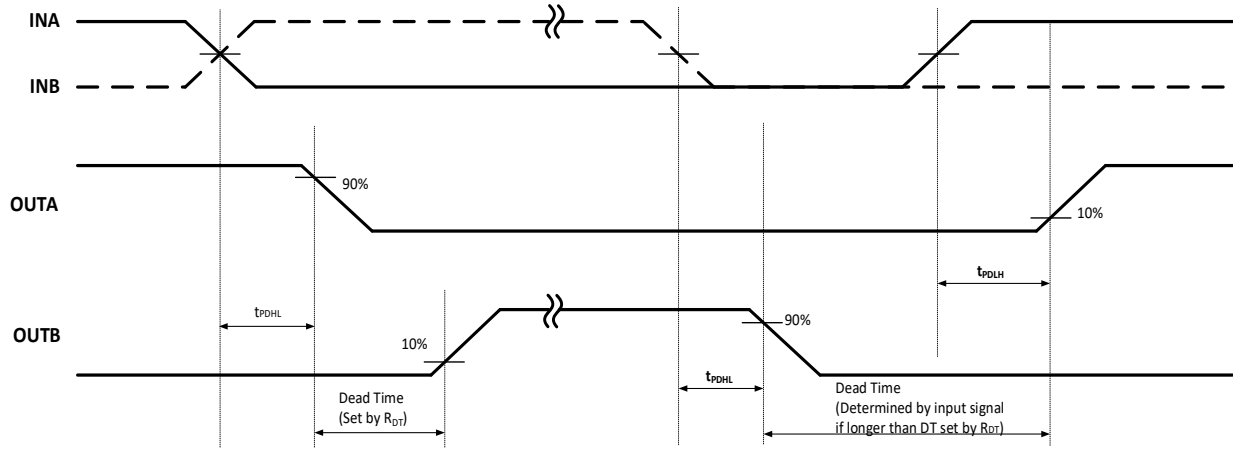 INA
INB
90%
OUTA
10%
tPDLH
tPDHL
OUTB
10%
90%
tPDHL
Dead Time
(Set by RDT)
Dead Time
(Determined by input signal
if longer than DT set by RDT)